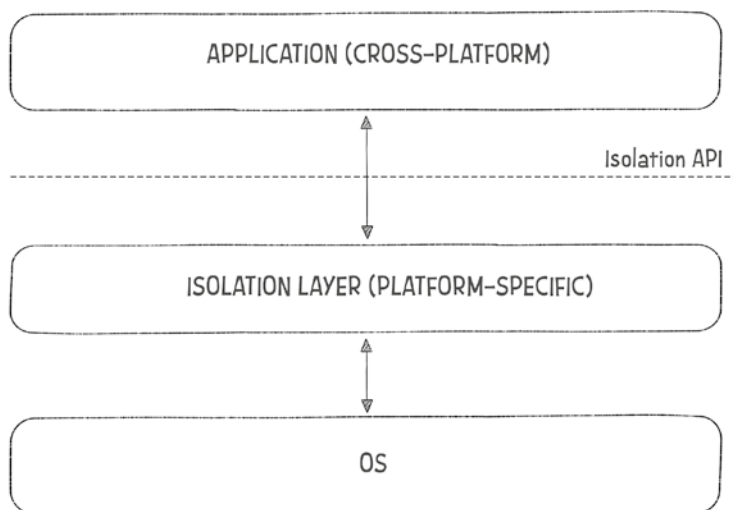 APPLICATION (CROSS-PLATFORM)
Isolation API
ISOLATION LAYER (PLATFORM-SPECIFIC)
OS